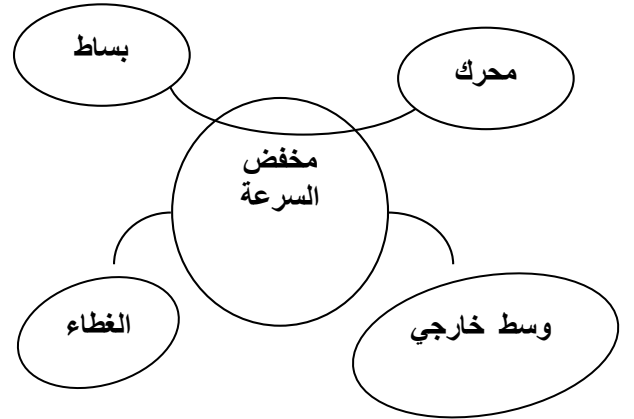 بساط
محرك
مخفض
السرعة
الغطاء
وسط خارجي